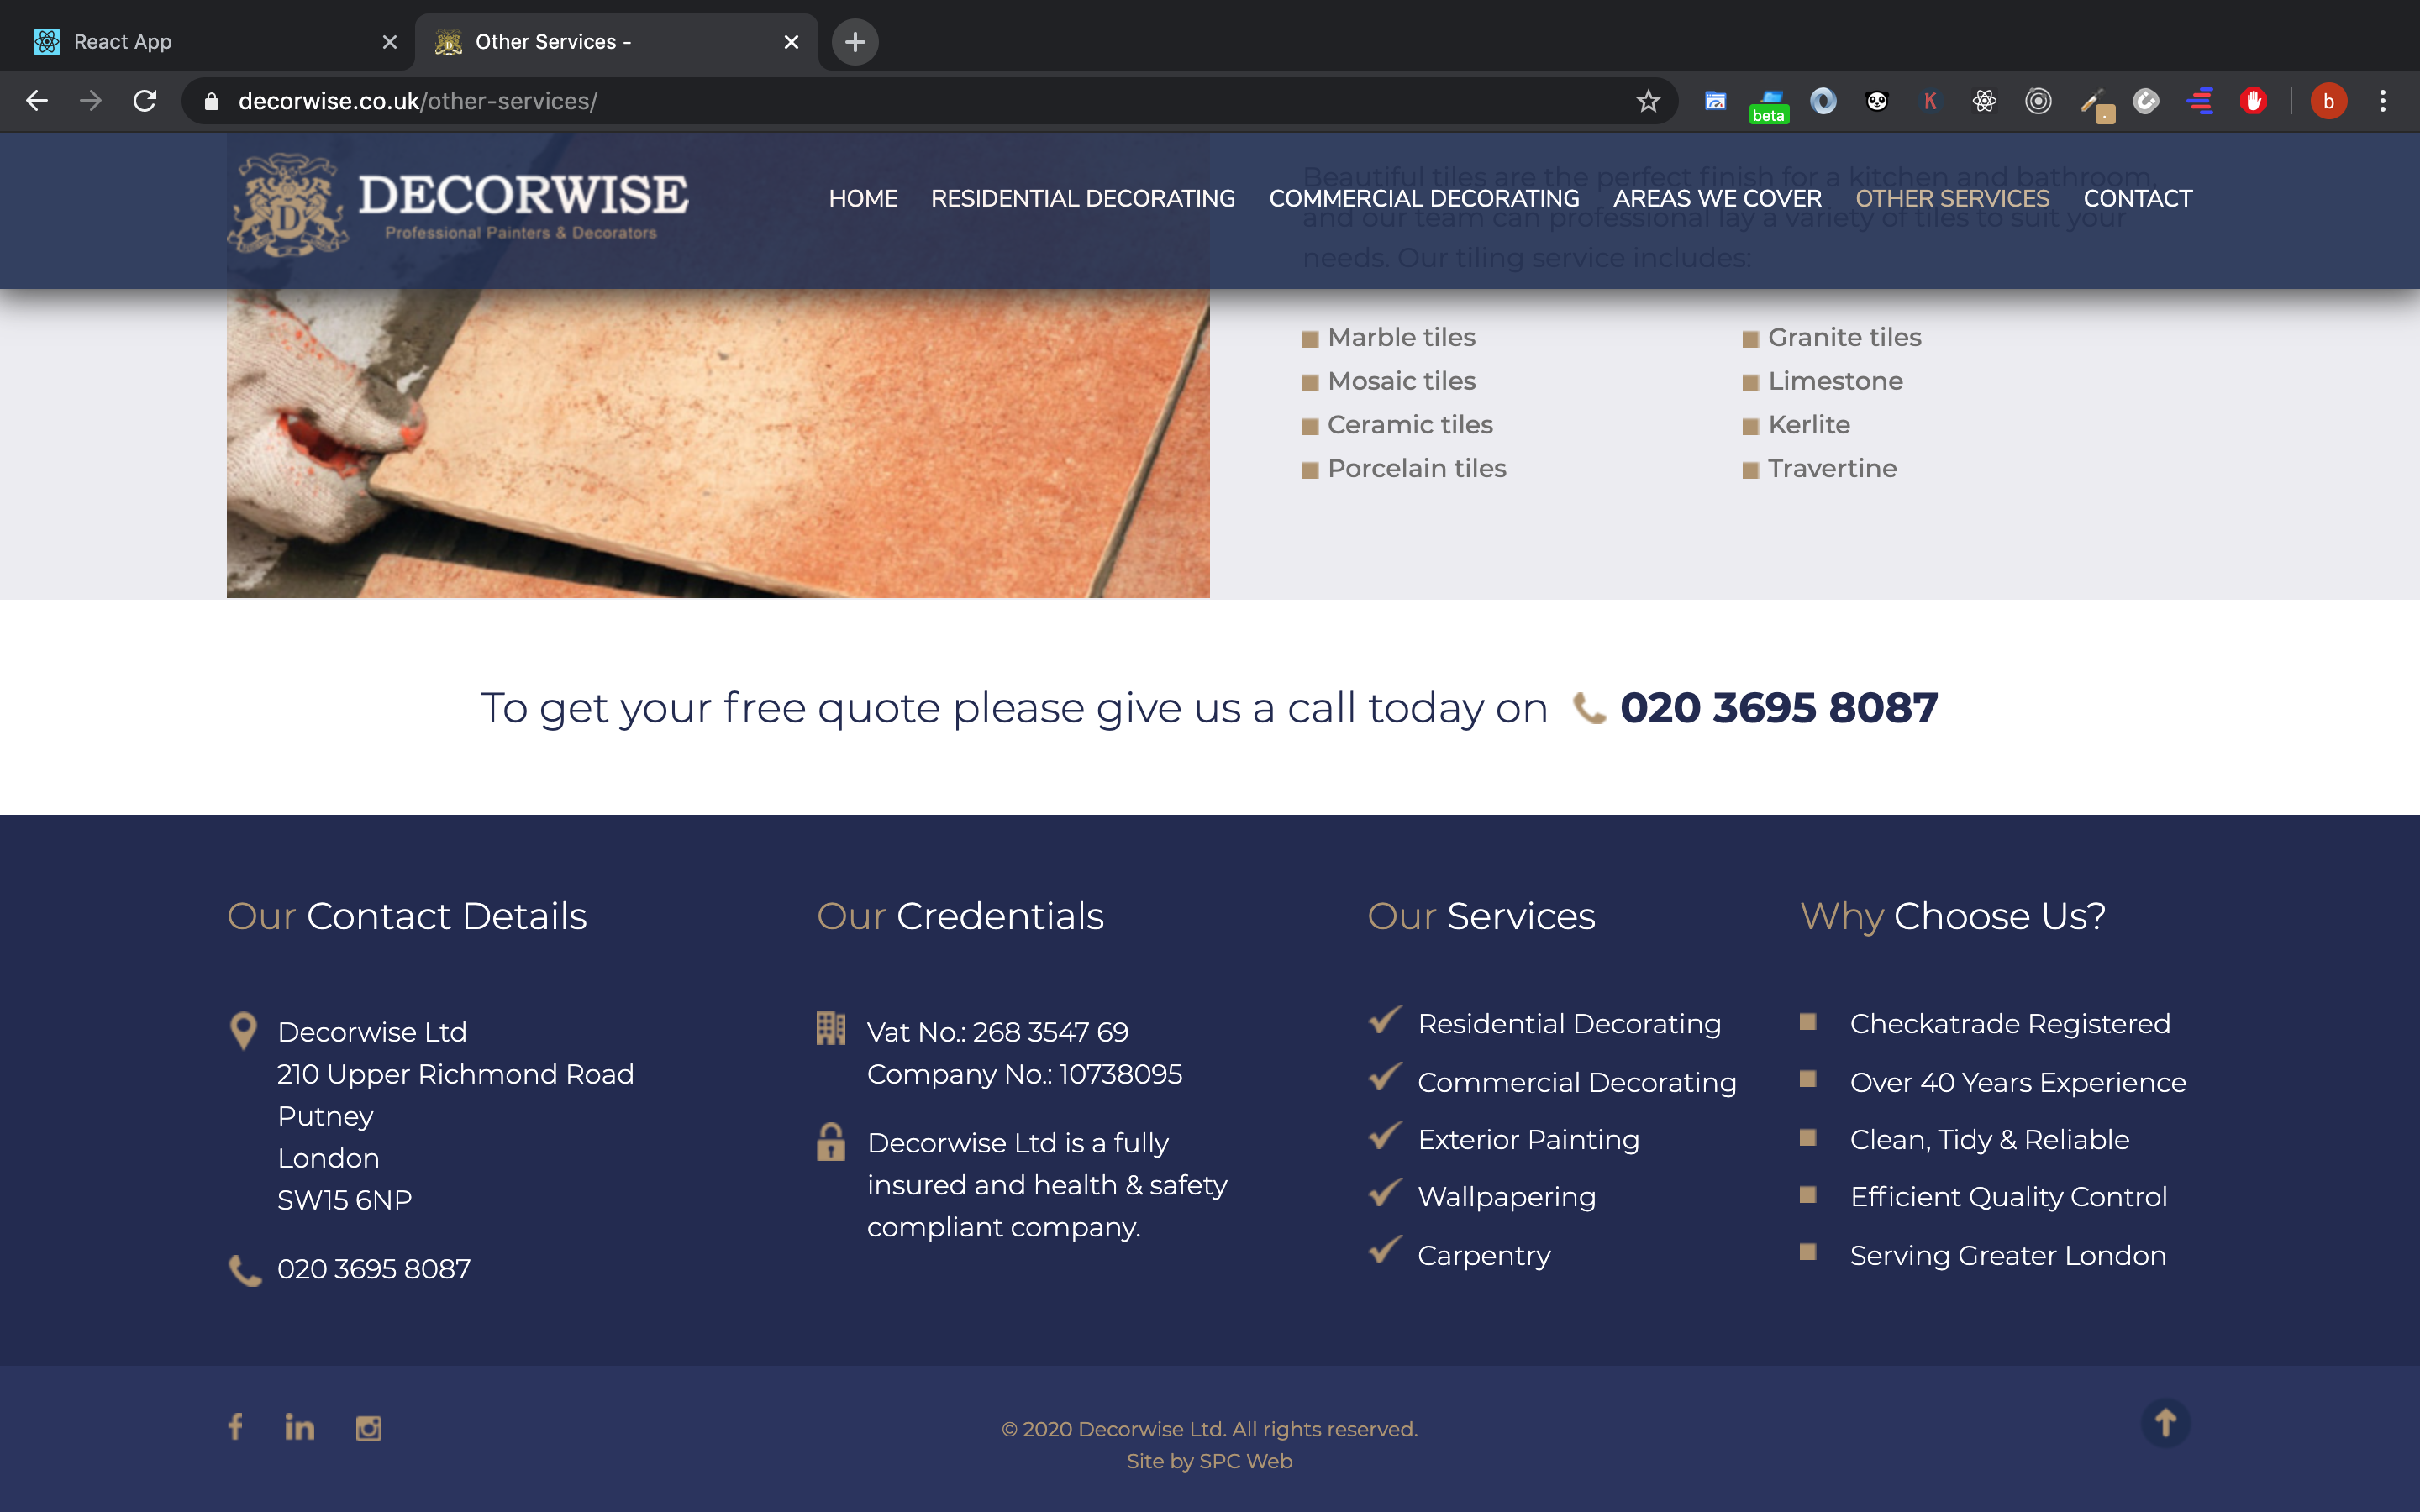 React App
Other Services -
decorwise.co.uk/other-services/
beta
K
b
DECORWISE
Professional Painters & Decorators
D
HOME
RESIDENTIAL DECORATING
COMMERCIAL DECORATING
AREAS WE COVER
OTHER SERVICES
CONTACT
Beautiful tiles are the perfect finish for a kitchen and bathroom
and our team can professional lay a variety of tiles to suit your
needs. Our tiling service includes:
Marble tiles
Mosaic tiles
Ceramic tiles
Porcelain tiles
Granite tiles
Limestone
Kerlite
Travertine
To get your free quote please give us a call today on 020 3695 8087
Our Contact Details
Decorwise Ltd
210 Upper Richmond Road
Putney
London
SW15 6NP
020 3695 8087
Our Credentials
Vat No.: 268 3547 69
Company No.: 10738095
Decorwise Ltd is a fully
insured and health & safety
compliant company.
Our Services
Residential Decorating
Commercial Decorating
Exterior Painting
Wallpapering
Carpentry
Why Choose Us?
Checkatrade Registered
Over 40 Years Experience
Clean, Tidy & Reliable
Efficient Quality Control
Serving Greater London
© 2020 Decorwise Ltd. All rights reserved.
Site by SPC Web